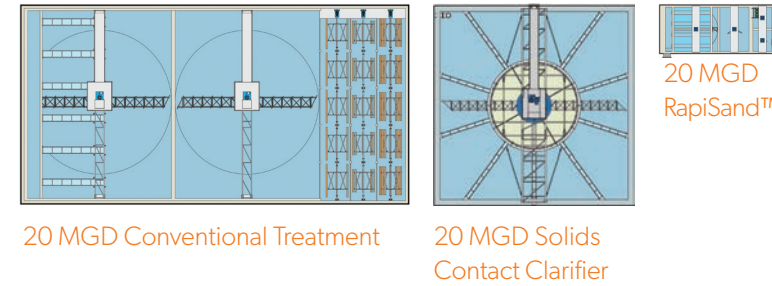 20 MGD Conventional Treatment
20 MGD Solids
Contact Clarifier
20 MGD
RapiSand™